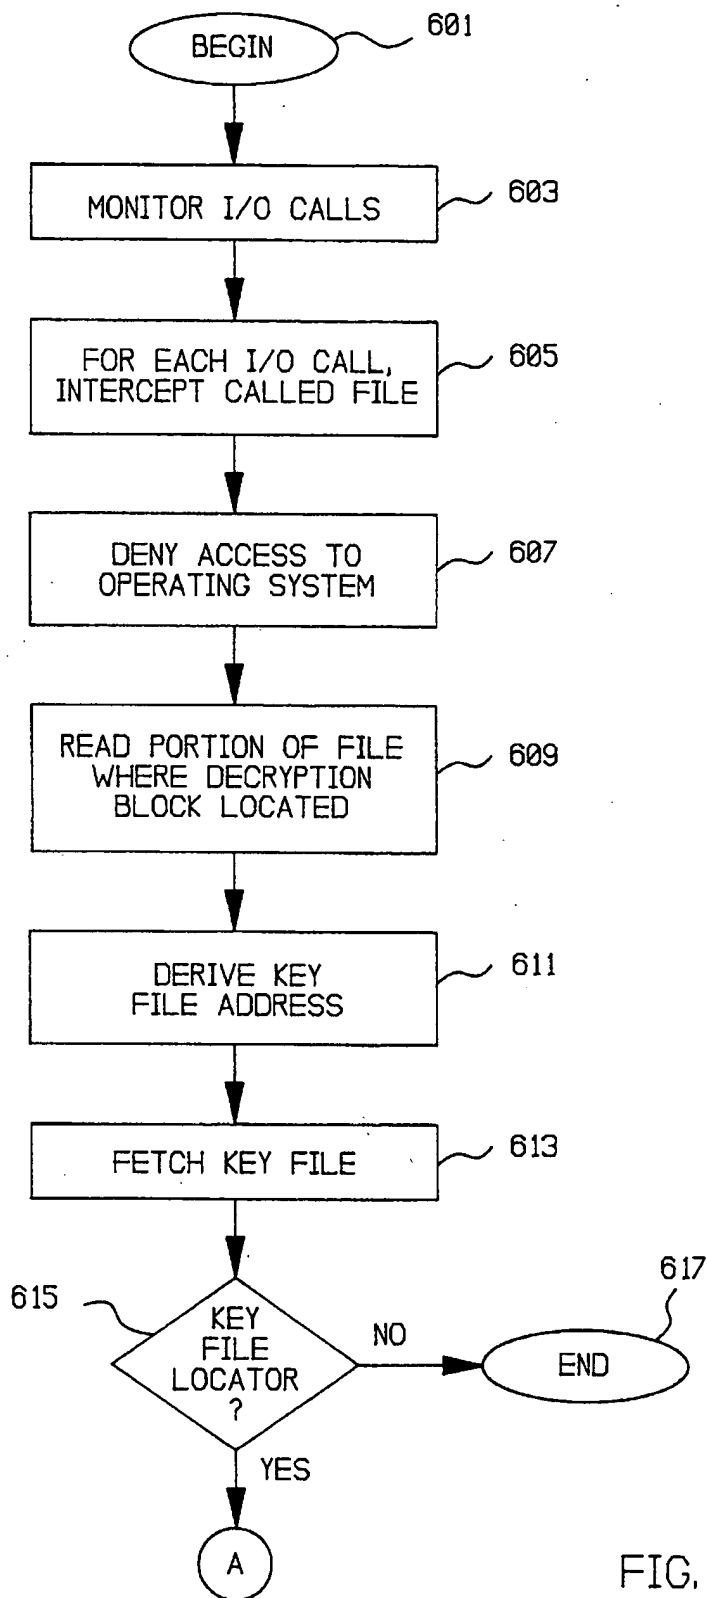 BEGIN
601
MONITOR I/O CALLS
603
FOR EACH I/O CALL,
INTERCEPT CALLED FILE
605
DENY ACCESS TO
OPERATING SYSTEM
607
READ PORTION OF FILE
WHERE DECRYPTION
BLOCK LOCATED
609
DERIVE KEY
FILE ADDRESS
611
FETCH KEY FILE
613
615
KEY
FILE
LOCATOR
?
NO
617
END
YES
A
FIG.